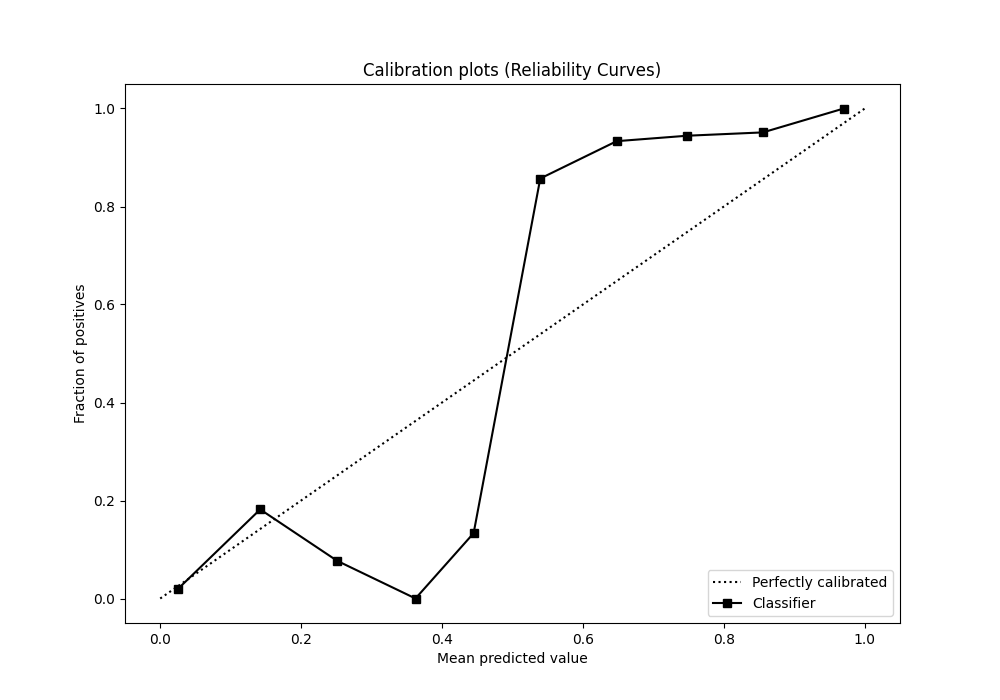 Calibration plots (Reliability Curves)
1.0
0.8
0.6
0.4
0.2
0.0
Fraction of positives
0.0 0.2 0.4 0.6 0.8 1.0
Mean predicted value
Perfectly calibrated
Classifier